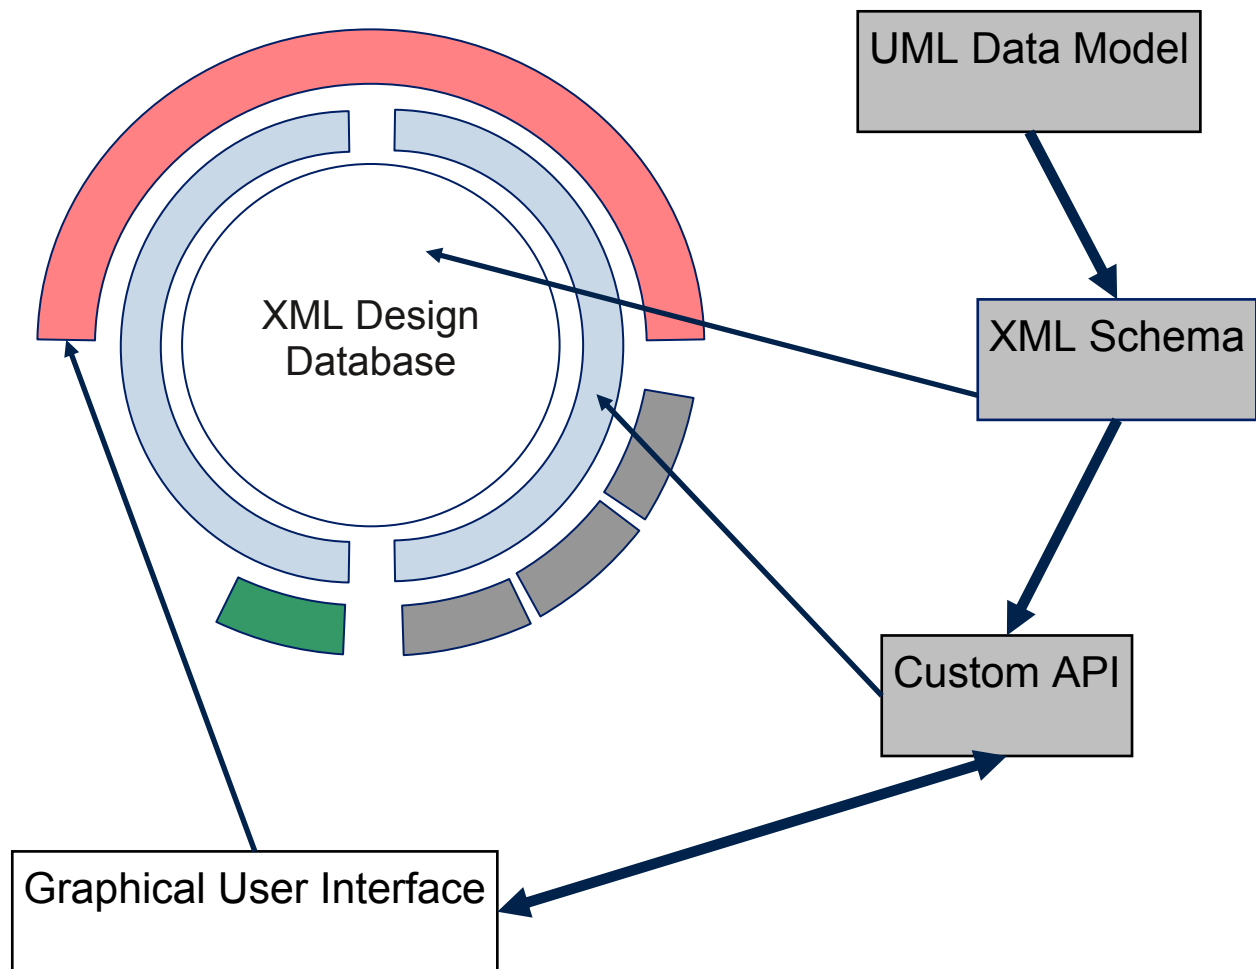 UML Data Model
XML Design
Database
XML Schema
Custom API
Graphical User Interface